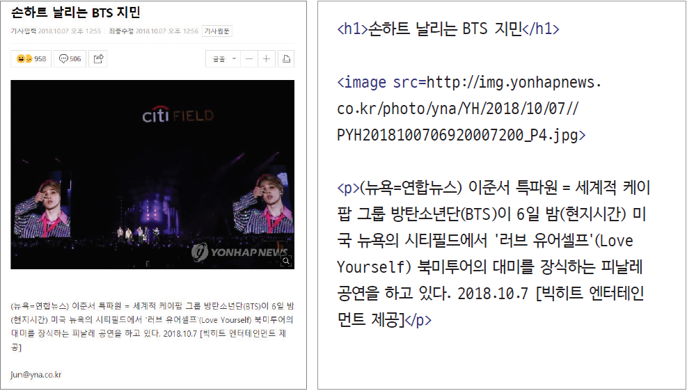 손하트 날리는 BTS 지민
기사입력 2018.10.07 오후 12:55 최종수정 2018.10.07 오후 12:56 기사원문
958 506 글꼴
citi FIELD
YONHAP NEWS
(뉴욕=연합뉴스) 이준서 특파원 = 세계적 케이팝 그룹 방탄소년단(BTS)이 6일 밤
(현지시간) 미국 뉴욕의 시티필드에서 '러브 유어셀프'(Love Yourself) 북미투어의
대미를 장식하는 피날레 공연을 하고 있다. 2018.10.7 [빅히트 엔터테인먼트 제
공]
jun@yna.co.kr
<h1>손하트 날리는 BTS 지민</h1>
<image src=http://img.yonhapnews.
co.kr/photo/yna/YH/2018/10/07//
PYH2018100706920007200_P4.jpg>
<p>(뉴욕=연합뉴스) 이준서 특파원 = 세계적 케이
팝 그룹 방탄소년단(BTS)이 6일 밤(현지시간) 미
국 뉴욕의 시티필드에서 '러브 유어셀프'(Love
Yourself) 북미투어의 대미를 장식하는 피날레
공연을 하고 있다. 2018.10.7 [빅히트 엔터테인
먼트 제공]</p>